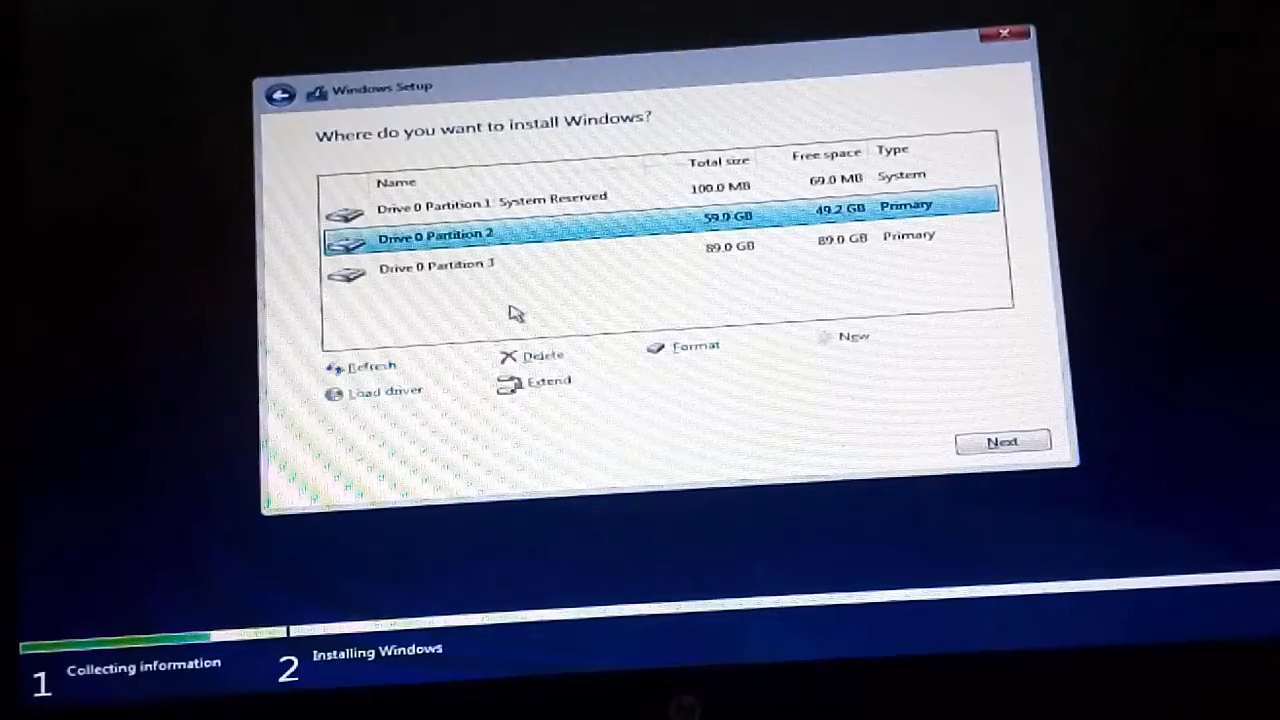 Windows Setup
Where do you want to install Windows?
Name Total size Free space Type
Drive 0 Partition 1 System Reserved 100.0 MB 69.0 MB System
Drive 0 Partition 2 59.9 GB 49.2 GB Primary
Drive 0 Partition 3 89.0 GB 89.0 GB Primary
Refresh Delete Format New
Load driver Extend
Next
1 Collecting information 2 Installing Windows